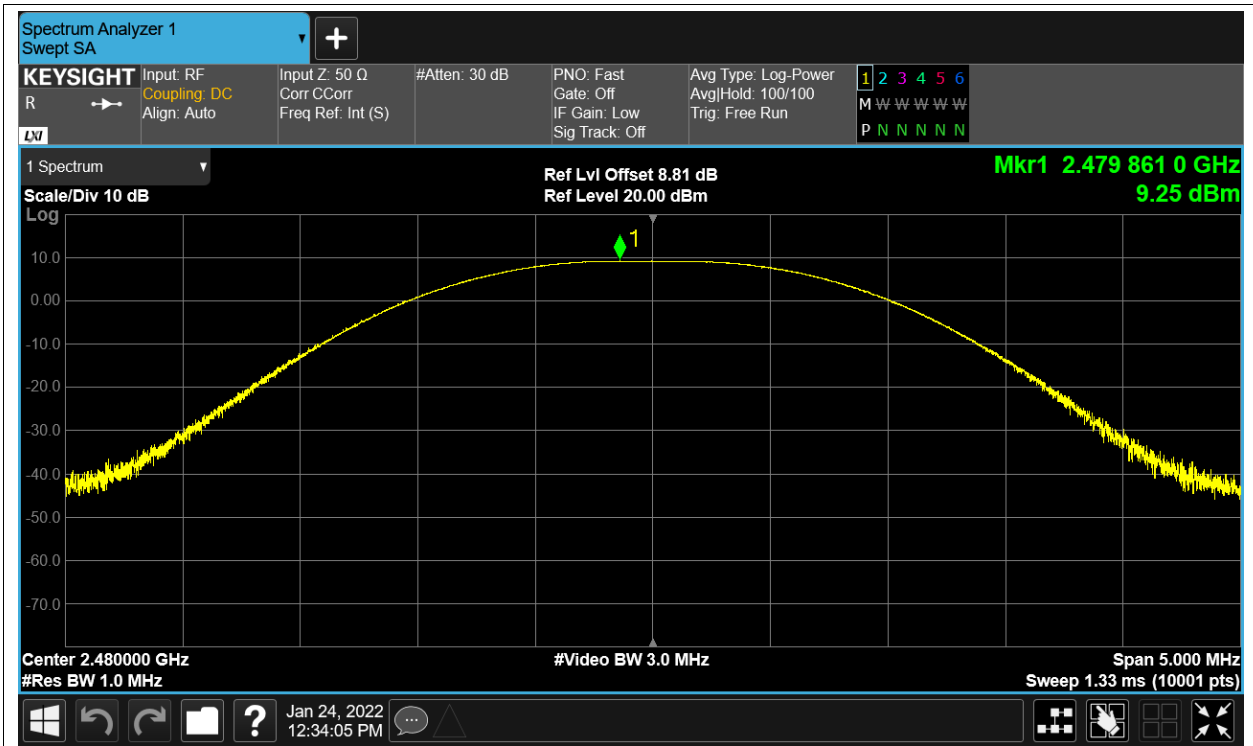 Spectrum Analyzer 1
Swept SA
KEYSIGHT
R
LXI
Input: RF
Coupling: DC
Align: Auto
Input Z: 50 Ω
Corr CCorr
Freq Ref: Int (S)
#Atten: 30 dB
PNO: Fast
Gate: Off
IF Gain: Low
Sig Track: Off
Avg Type: Log-Power
Avg|Hold: 100/100
Trig: Free Run
1 2 3 4 5 6
M W W W W W
P N N N N N
1 Spectrum
Scale/Div 10 dB
Log
Ref Lvl Offset 8.81 dB
Ref Level 20.00 dBm
Mkr1 2.479 861 0 GHz
9.25 dBm
1
10.0
0.00
-10.0
-20.0
-30.0
-40.0
-50.0
-60.0
-70.0
Center 2.480000 GHz
#Res BW 1.0 MHz
#Video BW 3.0 MHz
Span 5.000 MHz
Sweep 1.33 ms (10001 pts)
?
Jan 24, 2022
12:34:05 PM